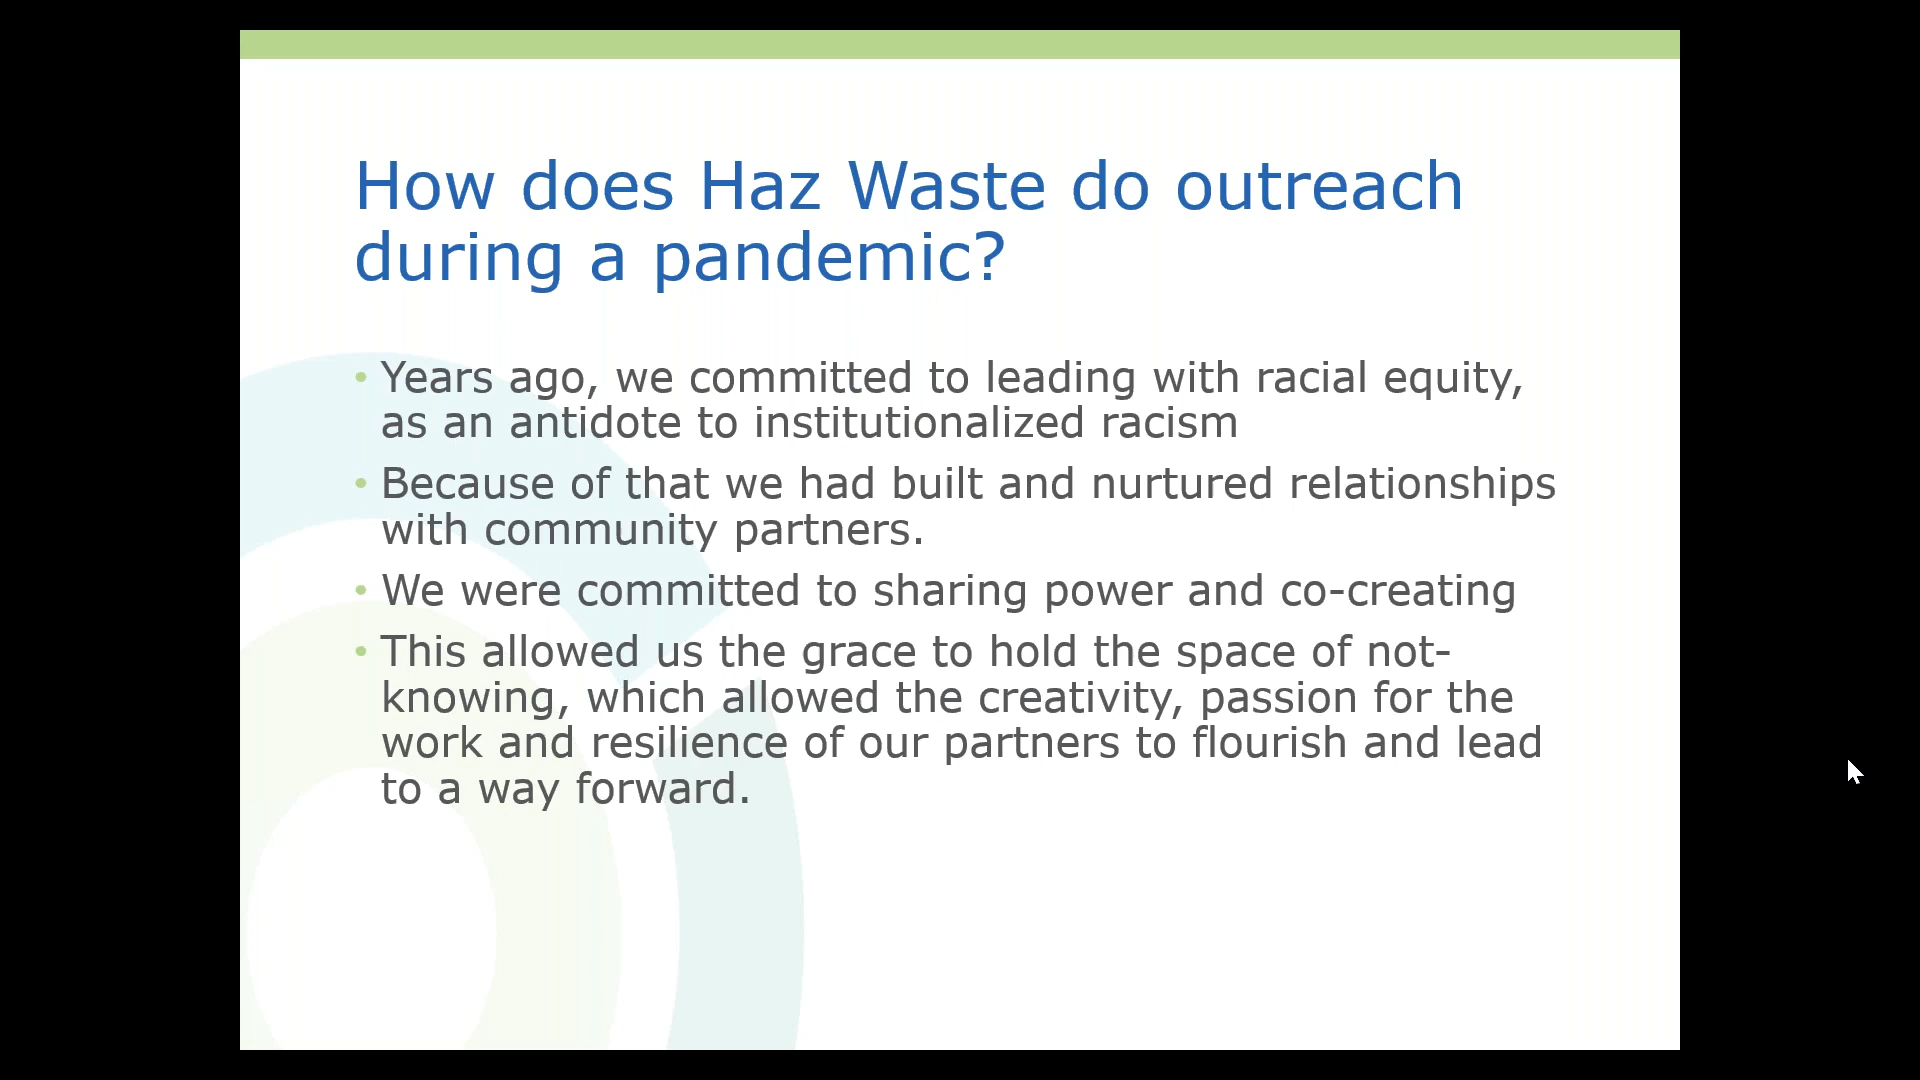 How does Haz Waste do outreach
during a pandemic?
• Years ago, we committed to leading with racial equity,
as an antidote to institutionalized racism
• Because of that we had built and nurtured relationships
with community partners.
• We were committed to sharing power and co-creating
• This allowed us the grace to hold the space of not-
knowing, which allowed the creativity, passion for the
work and resilience of our partners to flourish and lead
to a way forward.